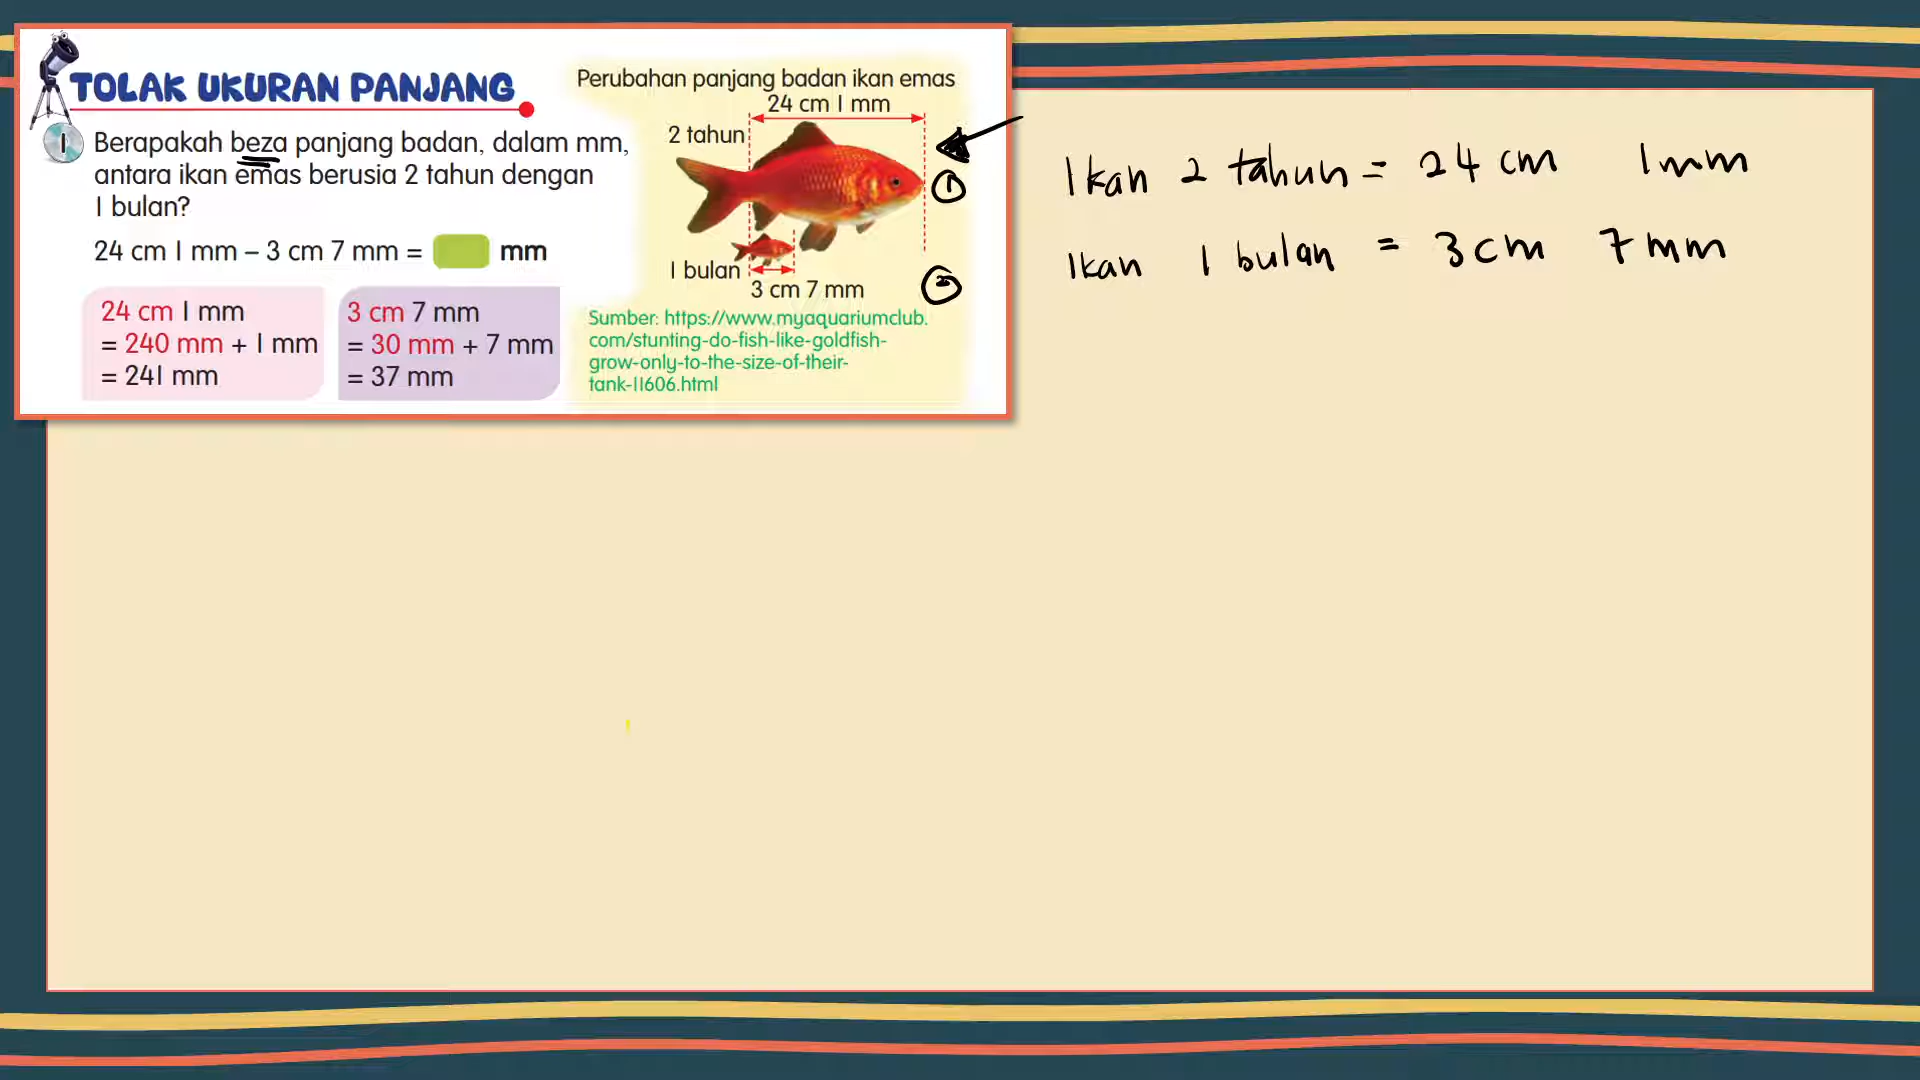 TOLAK UKURAN PANJANG
1 Berapakah beza panjang badan, dalam mm,
antara ikan emas berusia 2 tahun dengan
1 bulan?
24 cm 1 mm – 3 cm 7 mm = mm
24 cm 1 mm
= 240 mm + 1 mm
= 241 mm
3 cm 7 mm
= 30 mm + 7 mm
= 37 mm
Perubahan panjang badan ikan emas
24 cm 1 mm
2 tahun
1
1 bulan
3 cm 7 mm
2
Sumber: https://www.myaquariumclub.
com/stunting-do-fish-like-goldfish-
grow-only-to-the-size-of-their-
tank-11606.html
Ikan 2 tahun = 24 cm 1 mm
Ikan 1 bulan = 3 cm 7 mm